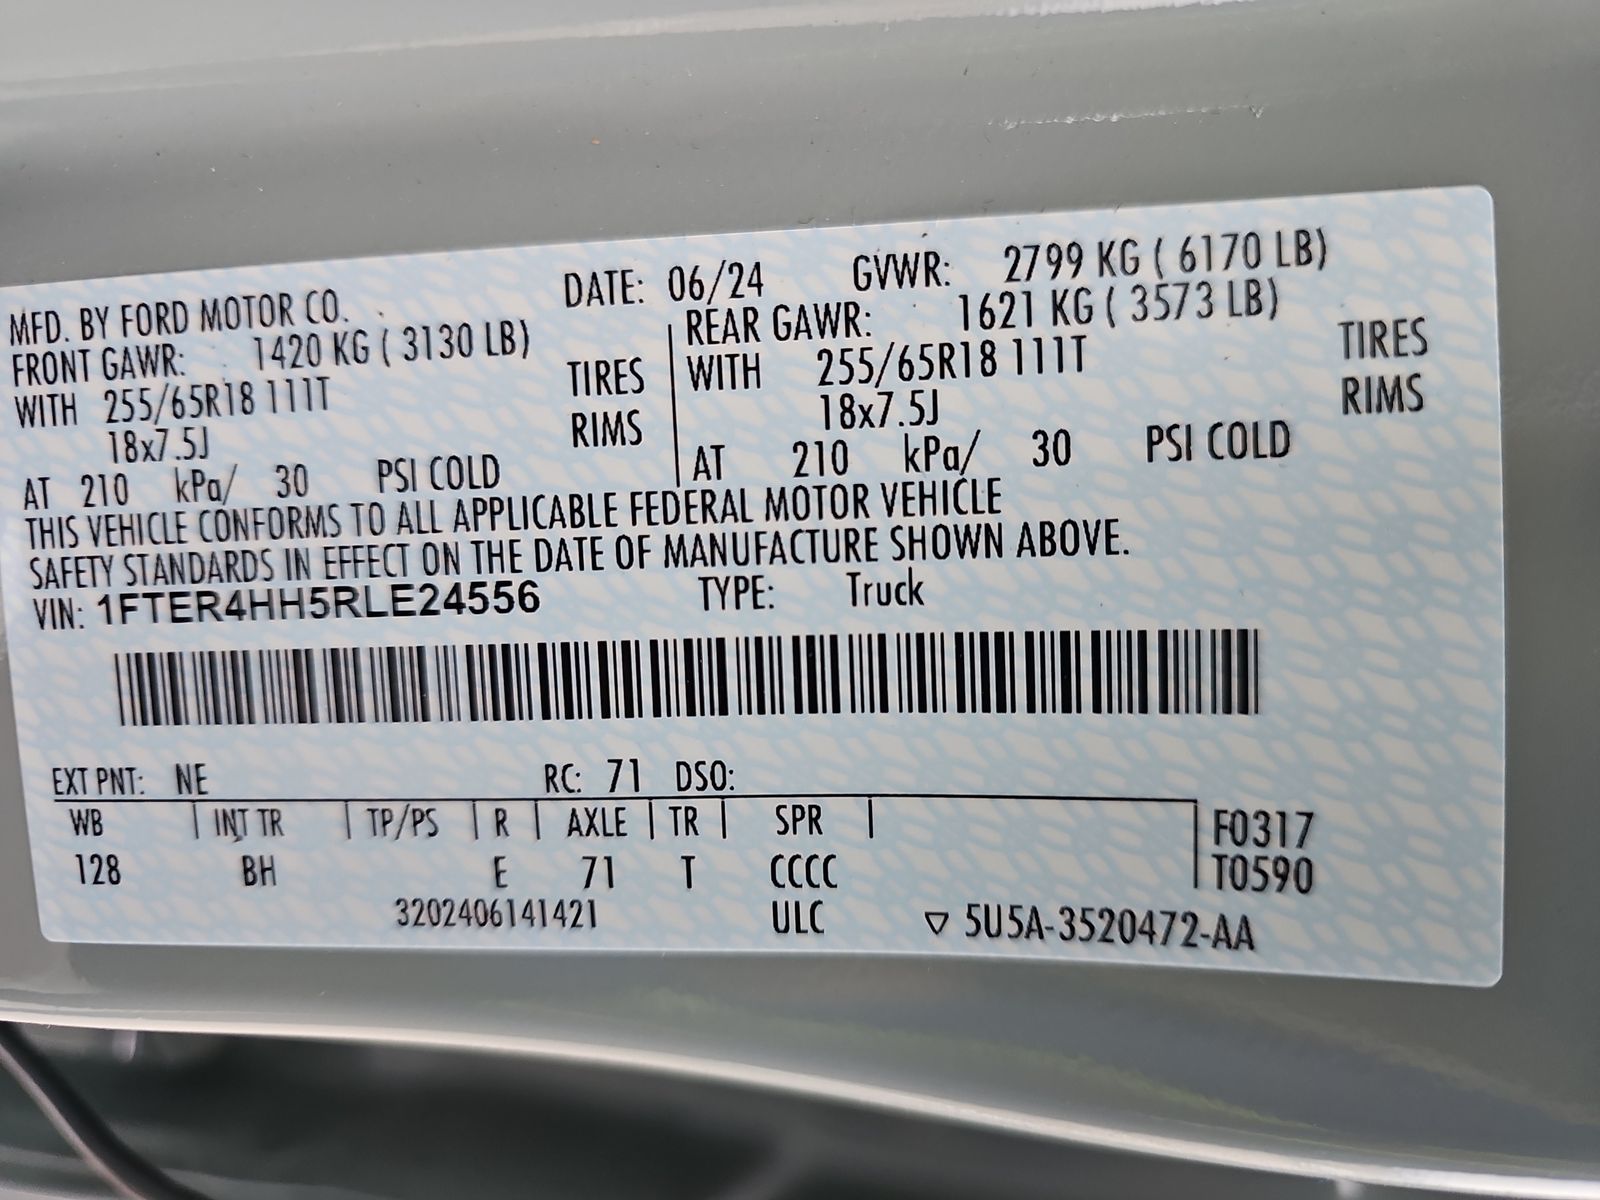 MFD. BY FORD MOTOR CO. DATE: 06/24 GVWR: 2799 KG ( 6170 LB)
FRONT GAWR: 1420 KG ( 3130 LB) REAR GAWR: 1621 KG ( 3573 LB)
WITH 255/65R18 111T TIRES WITH 255/65R18 111T TIRES
18x7.5J RIMS 18x7.5J RIMS
AT 210 kPa/ 30 PSI COLD AT 210 kPa/ 30 PSI COLD
THIS VEHICLE CONFORMS TO ALL APPLICABLE FEDERAL MOTOR VEHICLE
SAFETY STANDARDS IN EFFECT ON THE DATE OF MANUFACTURE SHOWN ABOVE.
VIN: 1FTER4HH5RLE24556 TYPE: Truck
EXT PNT: NE RC: 71 DSO:
WB INT TR TP/PS R AXLE TR SPR F0317
128 BH E 71 T CCCC T0590
3202406141421 ULC ▽ 5U5A-3520472-AA